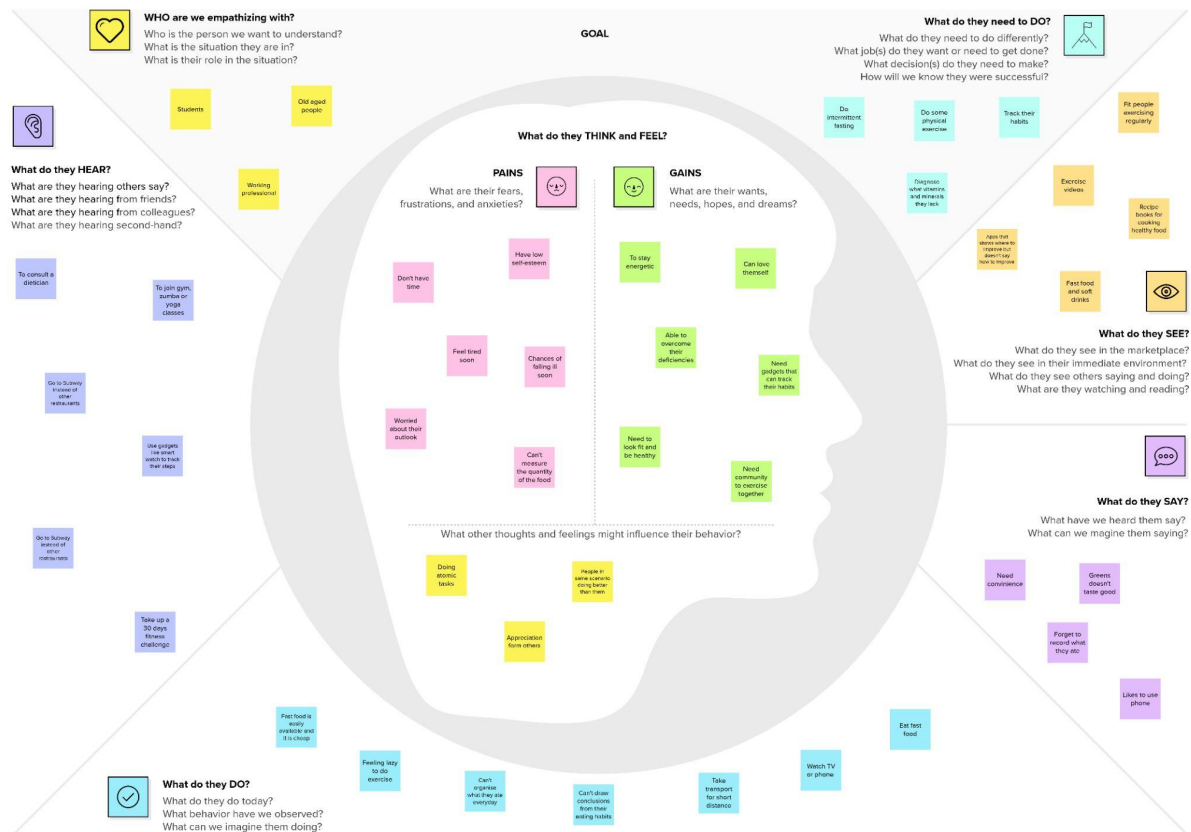 WHO are we empathizing with?
Who is the person we want to understand?
What is the situation they are in?
What is their role in the situation?
Students
Old aged
people
Working
professional
GOAL
What do they need to DO?
What do they need to do differently?
What job(s) do they want or need to get done?
What decision(s) do they need to make?
How will we know they were successful?
Do
intermittent
fasting
Do some
physical
exercise
Track their
habits
Diagnose
what vitamins
and minerals
they lack
Fit people
exercising
regularly
Exercise
videos
Recipe
books for
cooking
healthy food
Apps that
shows where to
improve but
doesn't say
how to improve
Fast food
and soft
drinks
What do they SEE?
What do they see in the marketplace?
What do they see in their immediate environment?
What do they see others saying and doing?
What are they watching and reading?
What do they SAY?
What have we heard them say?
What can we magine them saying?
Need
convinience
Greens
doesn't
taste good
Forget to
record what
they ate
Likes to use
phone
What do they HEAR?
What are they hearing others say?
What are they hearing from friends?
What are they hearing from colleagues?
What are they hearing second-hand?
To consult a
dietician
To join gym,
zumba or
yoga
classes
Go to Subway
instead of
other
restaurants
Use gadgets
like smart
watch to track
their steps
Go to Subway
instead of
other
restaurants
Take up a
30 days
fitness
challenge
What do they THINK and FEEL?
PAINS
What are their fears,
frustrations, and anxieties?
Have low
self-esteem
Don't have
time
Feel tired
soon
Chances of
falling ill
soon
Worried
about their
outlook
Can't
measure
the quantity
of the food
GAINS
What are their wants,
needs, hopes, and dreams?
To stay
energetic
Can love
themself
Able to
overcome
their
deficiencies
Need
gadgets that
can track
their habits
Need to
look fit and
be healthy
Need
community
to exercise
together
What other thoughts and feelings might influence their behavior?
Doing
atomic
tasks
People in
same scenario
doing better
than them
Appreciation
form others
What do they DO?
What do they do today?
What behavior have we observed?
What can we imagine them doing?
Fast food is
easily
available and
it is cheap
Feeling lazy
to do
exercise
Can't
organise
what they ate
everyday
Can't draw
conclusions
from their
eating habits
Take
transport
for short
distance
Watch TV
or phone
Eat fast
food